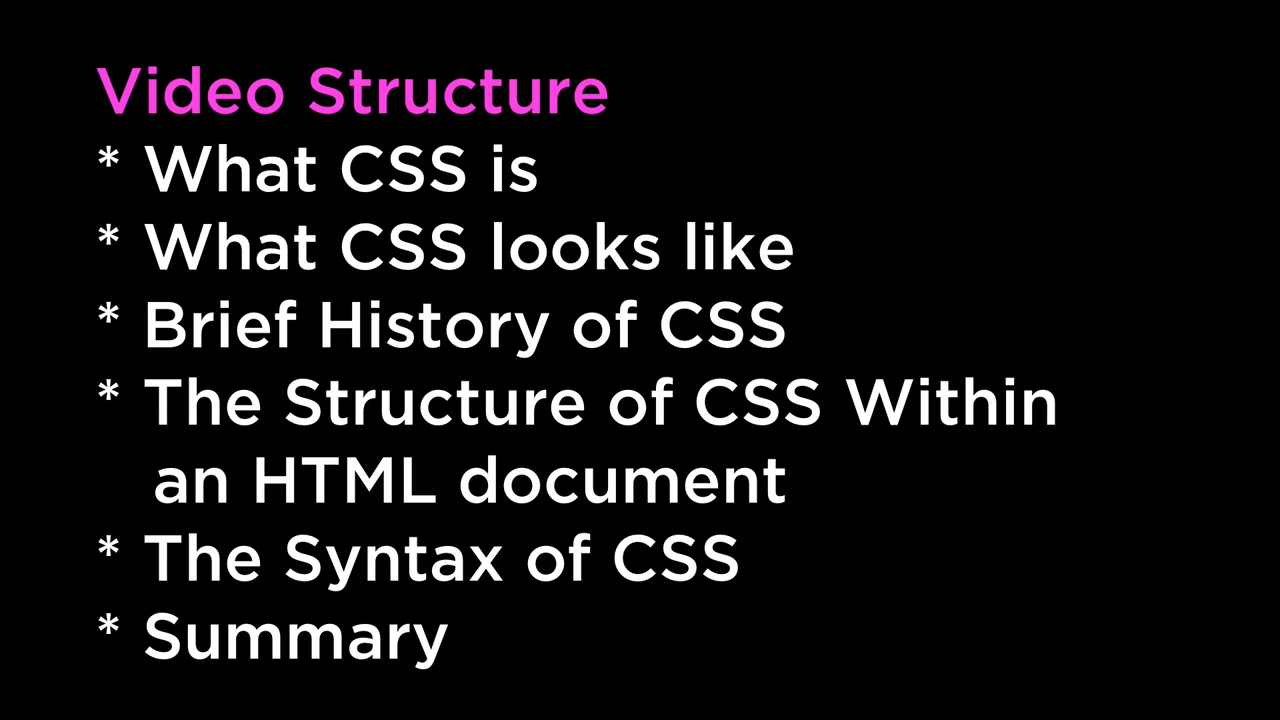 Video Structure
* What CSS is
* What CSS looks like
* Brief History of CSS
* The Structure of CSS Within
an HTML document
* The Syntax of CSS
* Summary